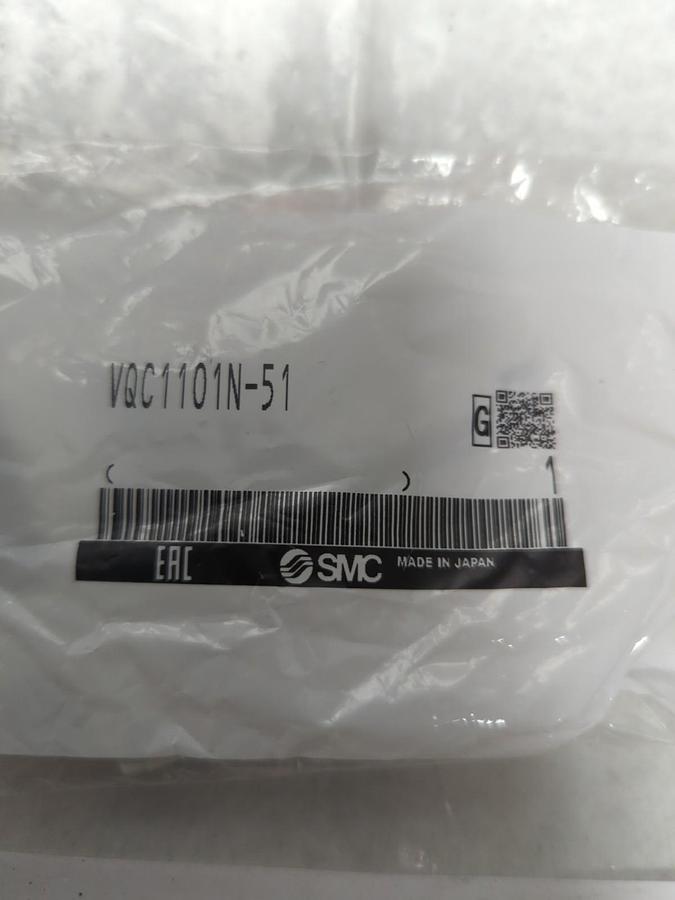 VQC1101N-51
G
( )
1
EAC SMC MADE IN JAPAN